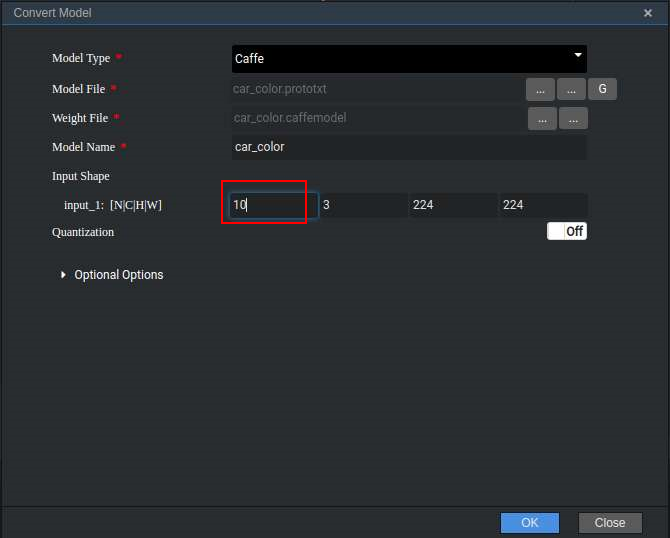 Convert Model ×
Model Type * Caffe
Model File * car_color.prototxt ... ... G
Weight File * car_color.caffemodel ... ...
Model Name * car_color
Input Shape
input_1: [N|C|H|W] 10 3 224 224
Quantization Off
Optional Options
OK Close